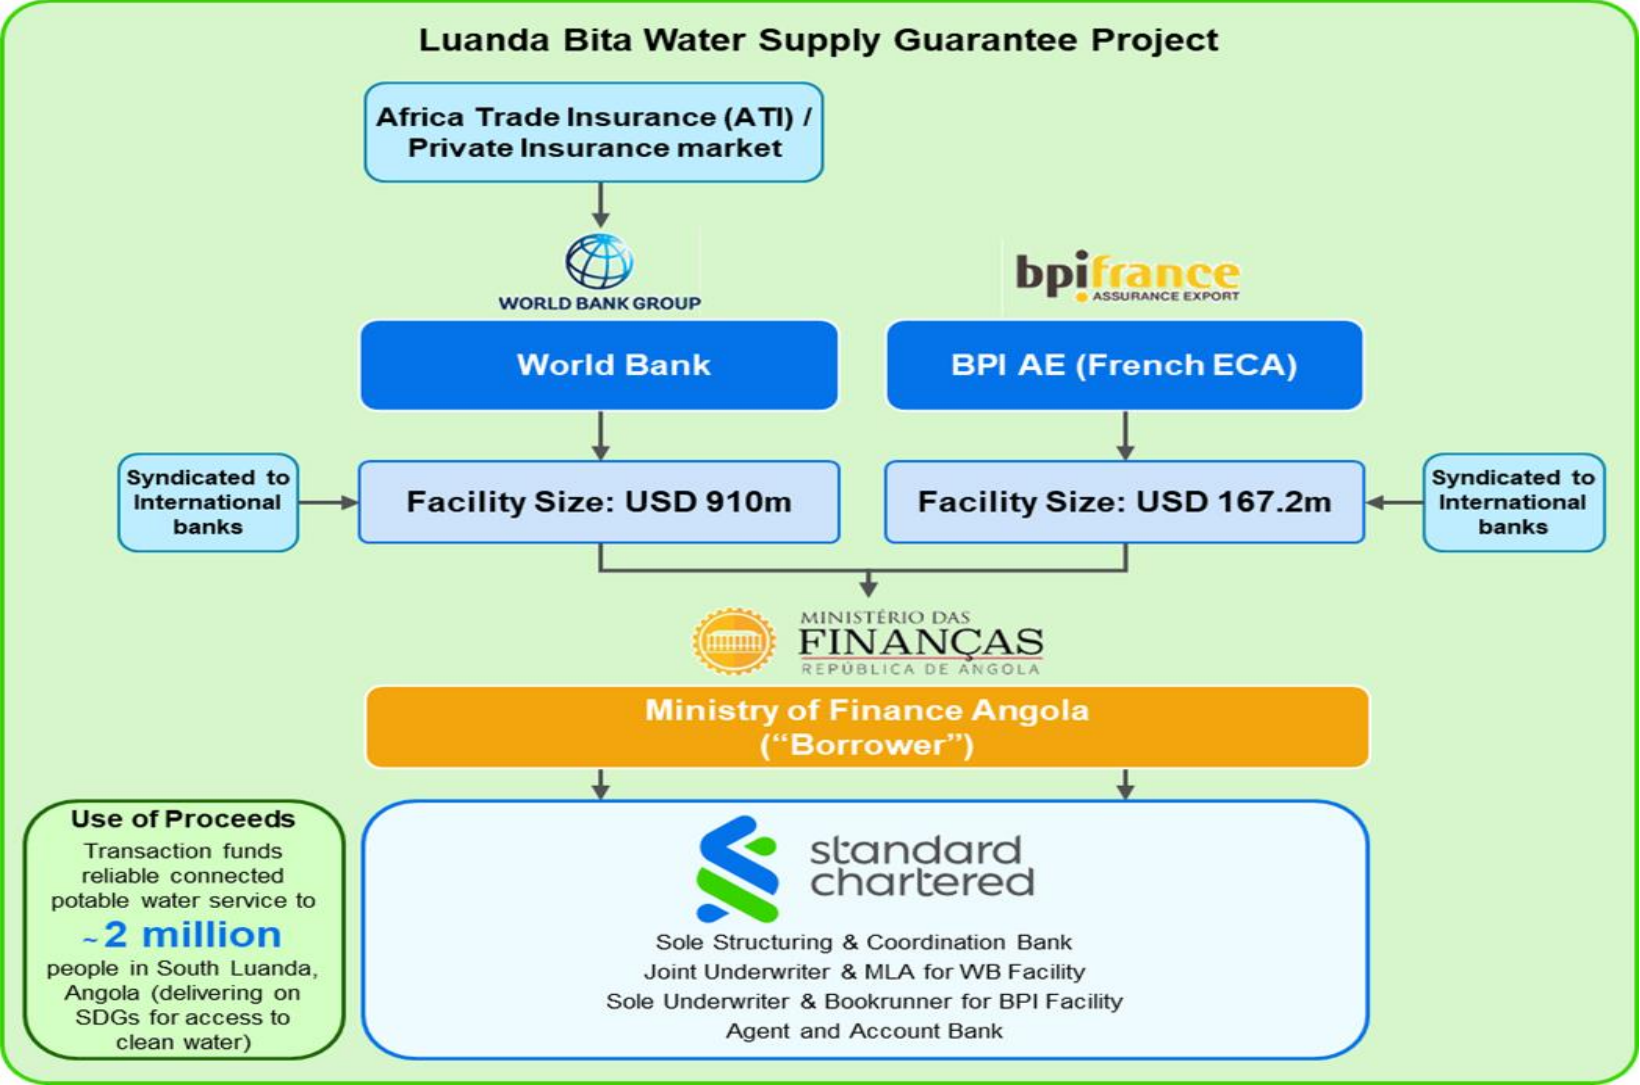 Luanda Bita Water Supply Guarantee Project
Africa Trade Insurance (ATI) /
Private Insurance market
WORLD BANK GROUP
bpifrance
ASSURANCE EXPORT
World Bank
BPI AE (French ECA)
Syndicated to
International
banks
Facility Size: USD 910m
Facility Size: USD 167.2m
Syndicated to
International
banks
MINISTÉRIO DAS
FINANÇAS
REPÚBLICA DE ANGOLA
Ministry of Finance Angola
(“Borrower”)
Use of Proceeds
Transaction funds
reliable connected
potable water service to
~2 million
people in South Luanda,
Angola (delivering on
SDGs for access to
clean water)
standard
chartered
Sole Structuring & Coordination Bank
Joint Underwriter & MLA for WB Facility
Sole Underwriter & Bookrunner for BPI Facility
Agent and Account Bank